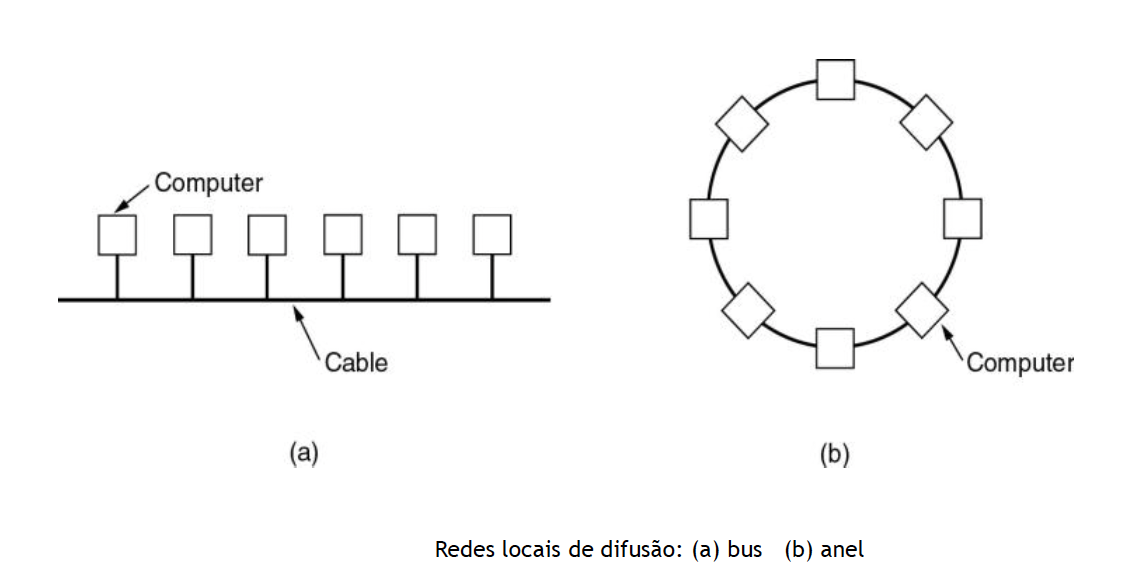 Computer
Cable
(a)
Computer
(b)
Redes locais de difusão: (a) bus (b) anel